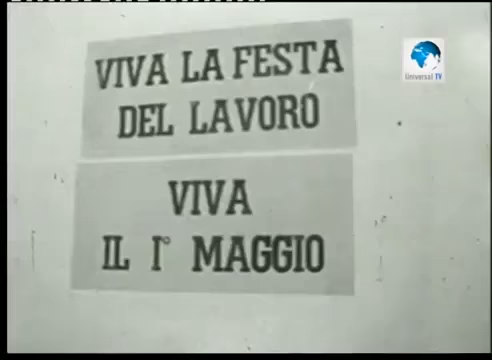 VIVA LA FESTA
DEL LAVORO
VIVA
IL I° MAGGIO
Universal TV